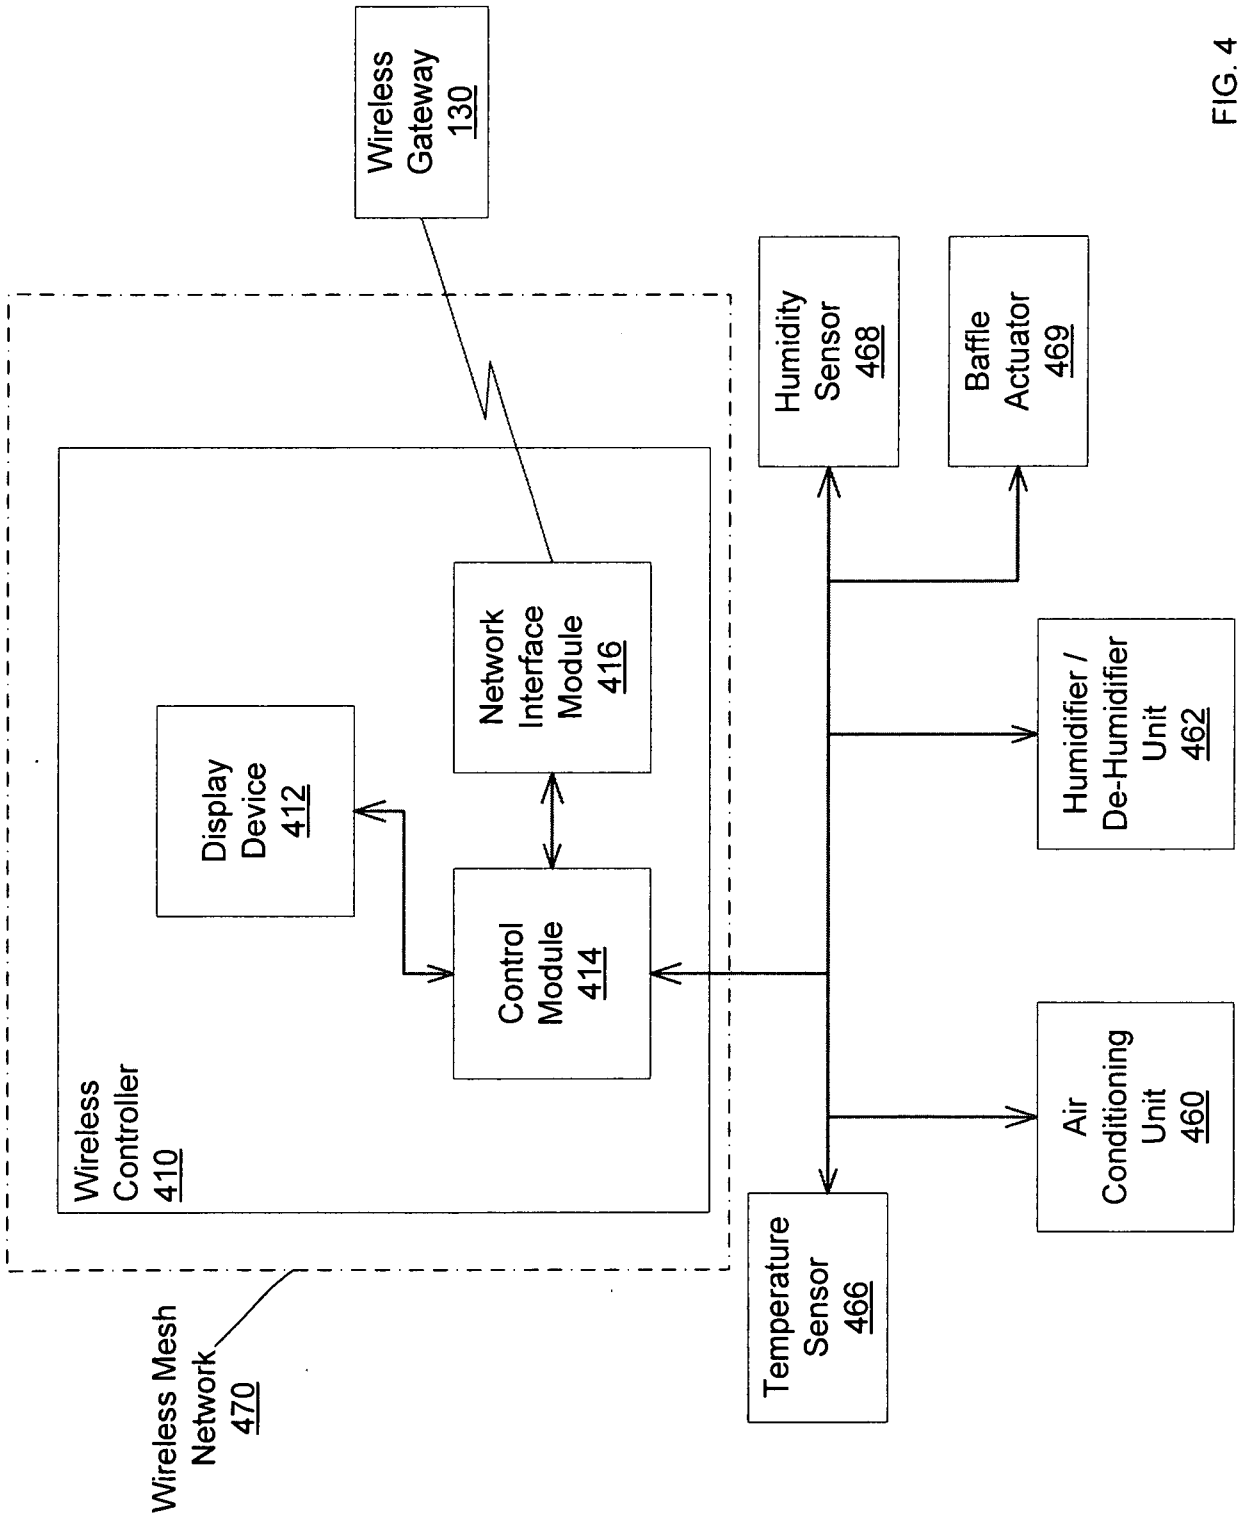 Wireless Mesh
Network
470
Wireless
Controller
410
Display
Device
412
Control
Module
414
Network
Interface
Module
416
Wireless
Gateway
130
Temperature
Sensor
466
Humidity
Sensor
468
Air
Conditioning
Unit
460
Humidifier /
De-Humidifier
Unit
462
Baffle
Actuator
469
FIG. 4